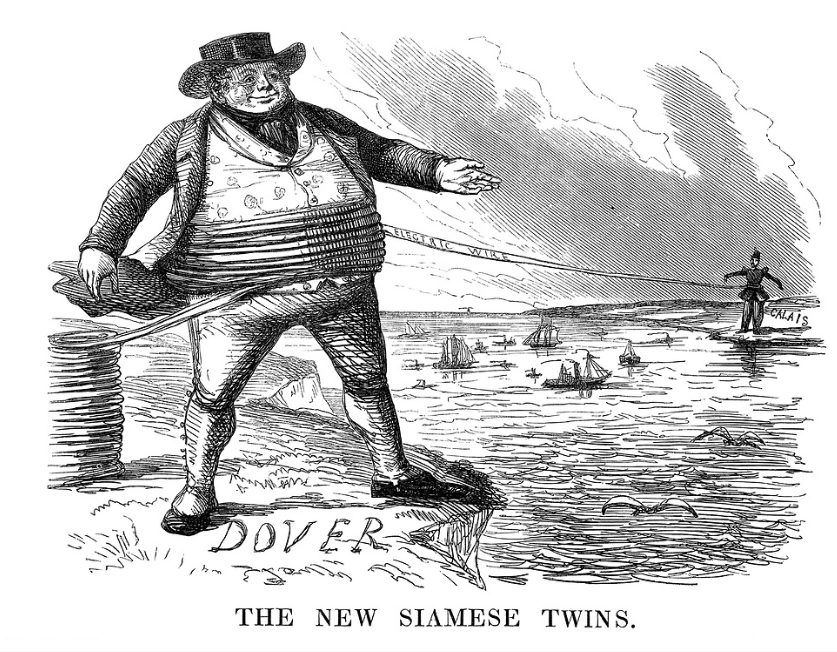 ELECTRIC WIRE
CALAIS
DOVER
THE NEW SIAMESE TWINS.